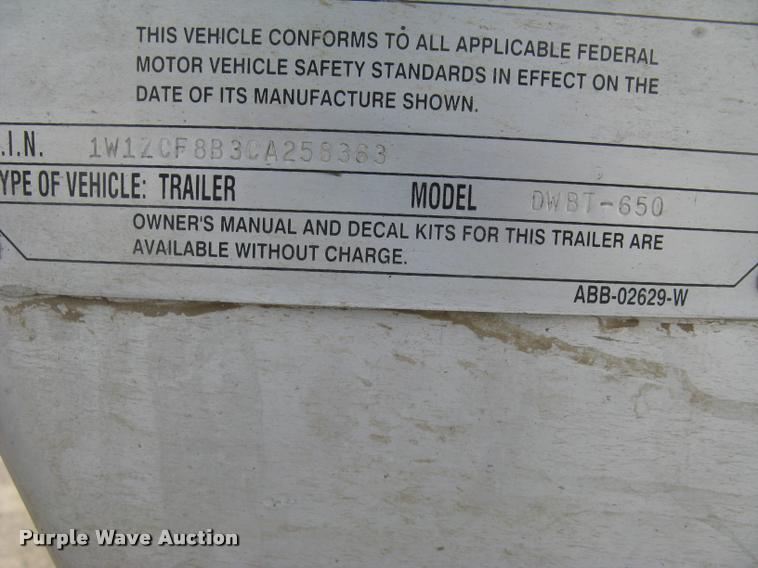 THIS VEHICLE CONFORMS TO ALL APPLICABLE FEDERAL
MOTOR VEHICLE SAFETY STANDARDS IN EFFECT ON THE
DATE OF ITS MANUFACTURE SHOWN.
.I.N. 1W1ZCF8B3CA258363
YPE OF VEHICLE: TRAILER MODEL DWBT-650
OWNER'S MANUAL AND DECAL KITS FOR THIS TRAILER ARE
AVAILABLE WITHOUT CHARGE.
ABB-02629-W
Purple Wave Auction